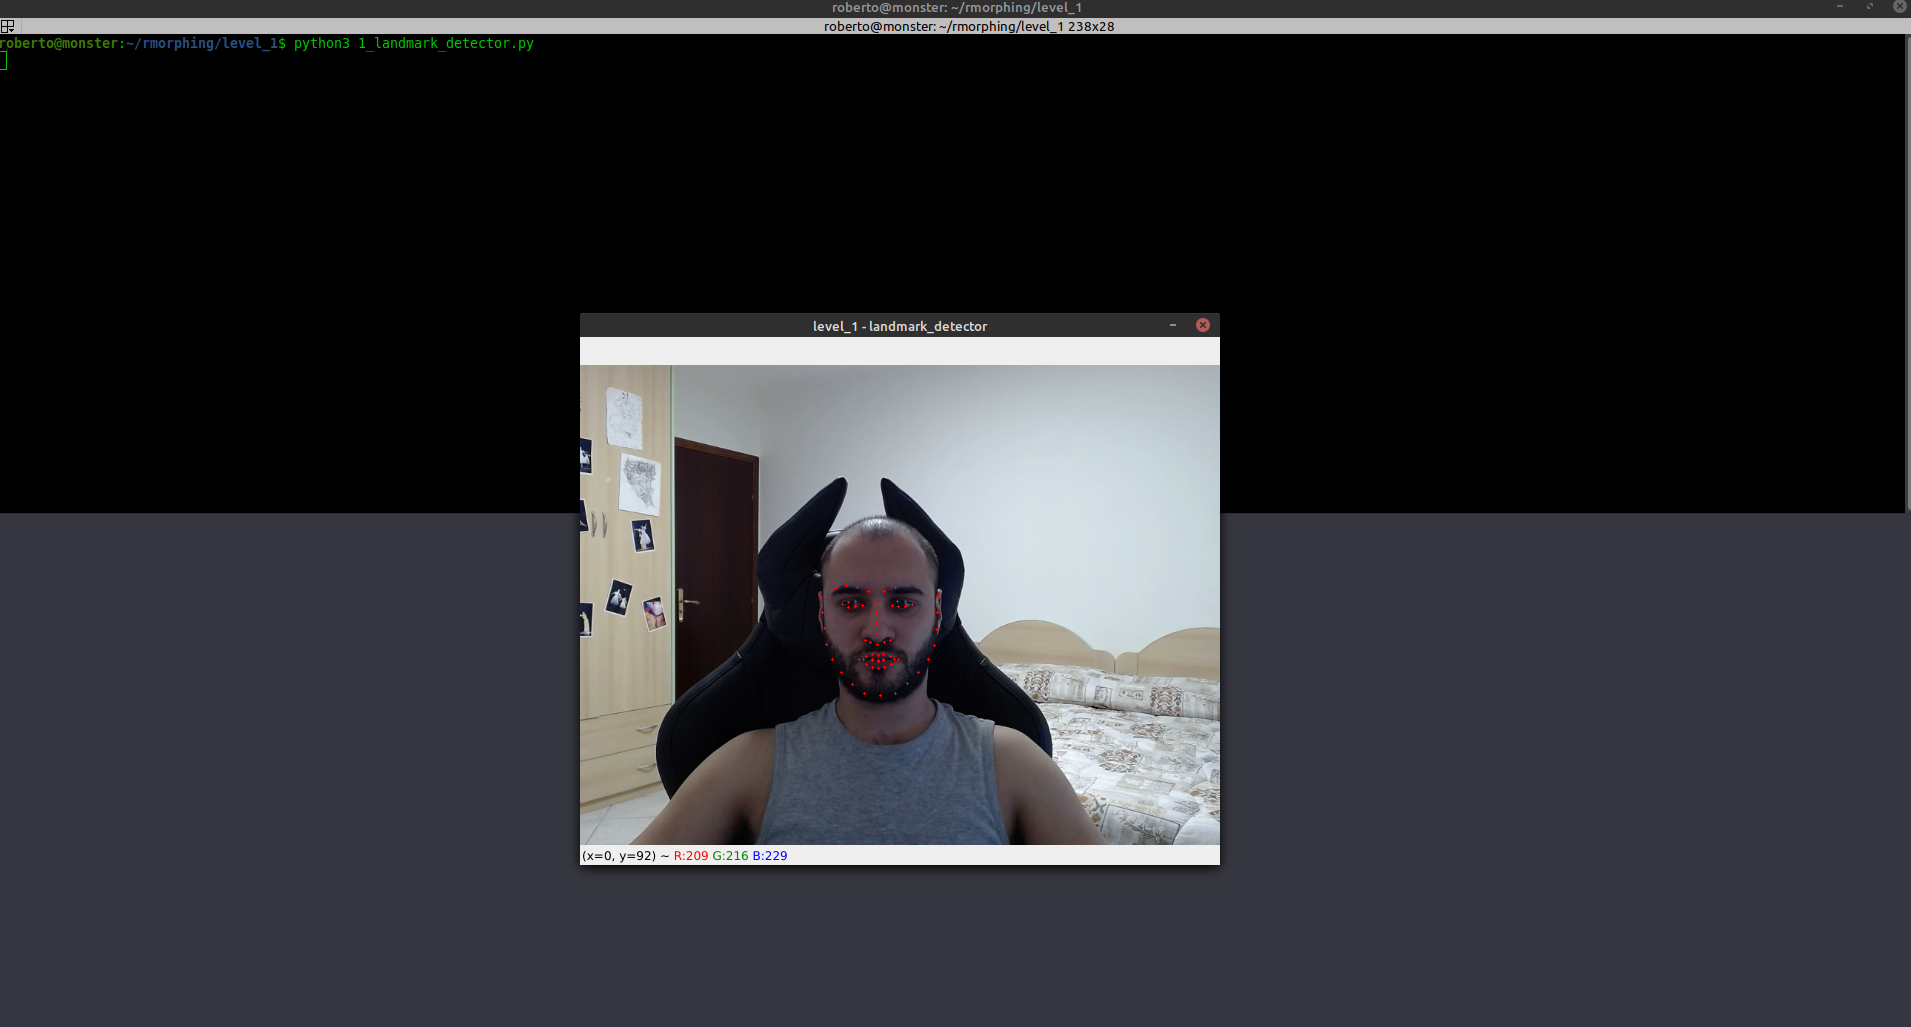 roberto@monster: ~/rmorphing/level_1
roberto@monster: ~/rmorphing/level_1 238x28
roberto@monster:~/rmorphing/level_1$ python3 1_landmark_detector.py
level_1 - landmark_detector
(x=0, y=92) ~ R:209 G:216 B:229